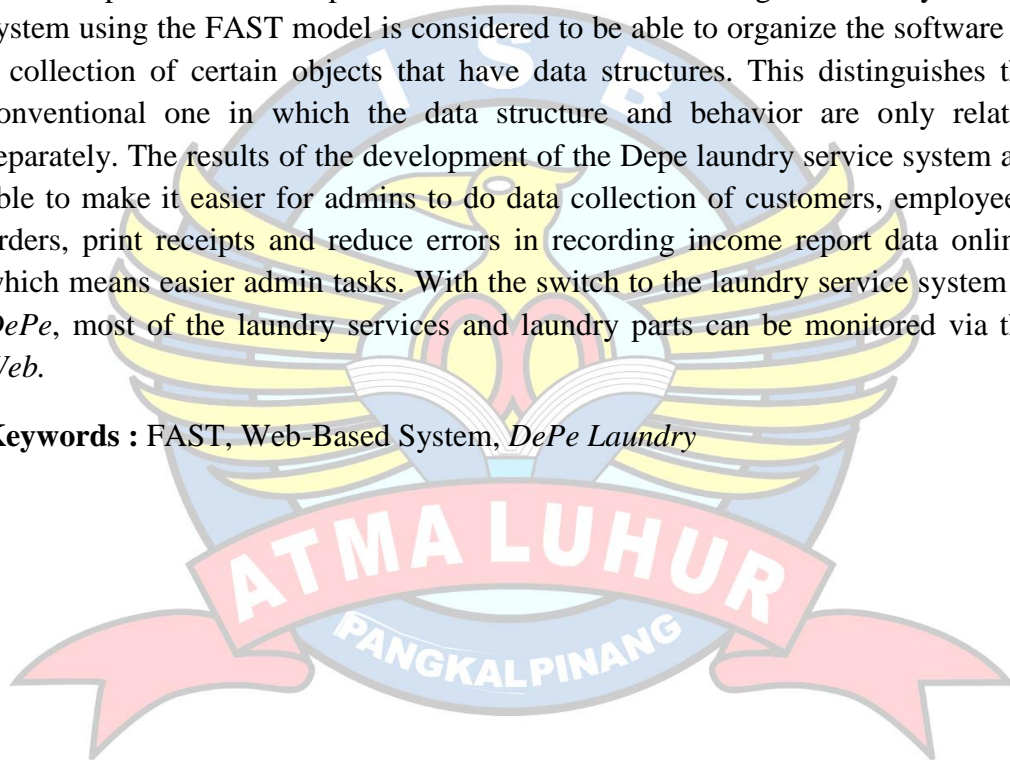 system using the FAST model is considered to be able to organize the software
collection of certain objects that have data structures. This distinguishes
conventional one in which the data structure and behavior are only
separately. The results of the development of the Depe laundry service system
able to make it easier for admins to do data collection of customers,
orders, print receipts and reduce errors in recording income report data
which means easier admin tasks. With the switch to the laundry service system
DePe, most of the laundry services and laundry parts can be monitored via
Web.
Keywords : FAST, Web-Based System, DePe Laundry
ISB
ATMA LUHUR
PANGKALPINANG